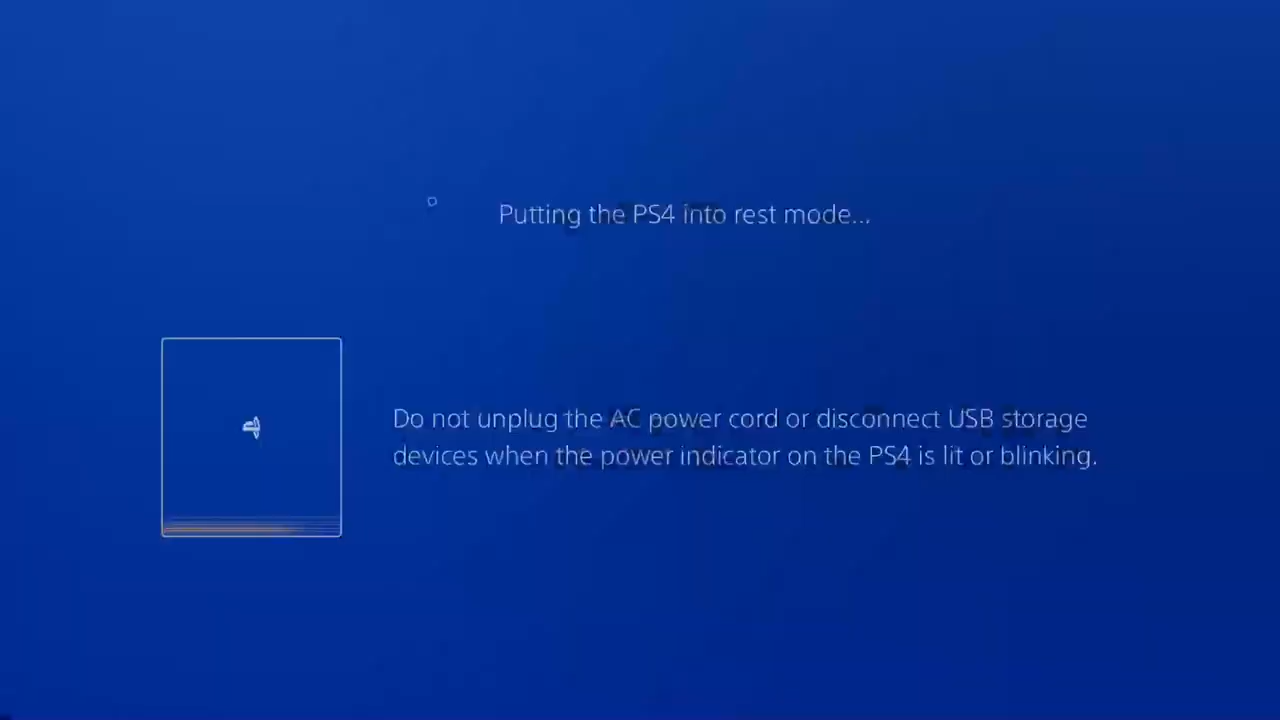 Putting the PS4 into rest mode...
Do not unplug the AC power cord or disconnect USB storage
devices when the power indicator on the PS4 is lit or blinking.